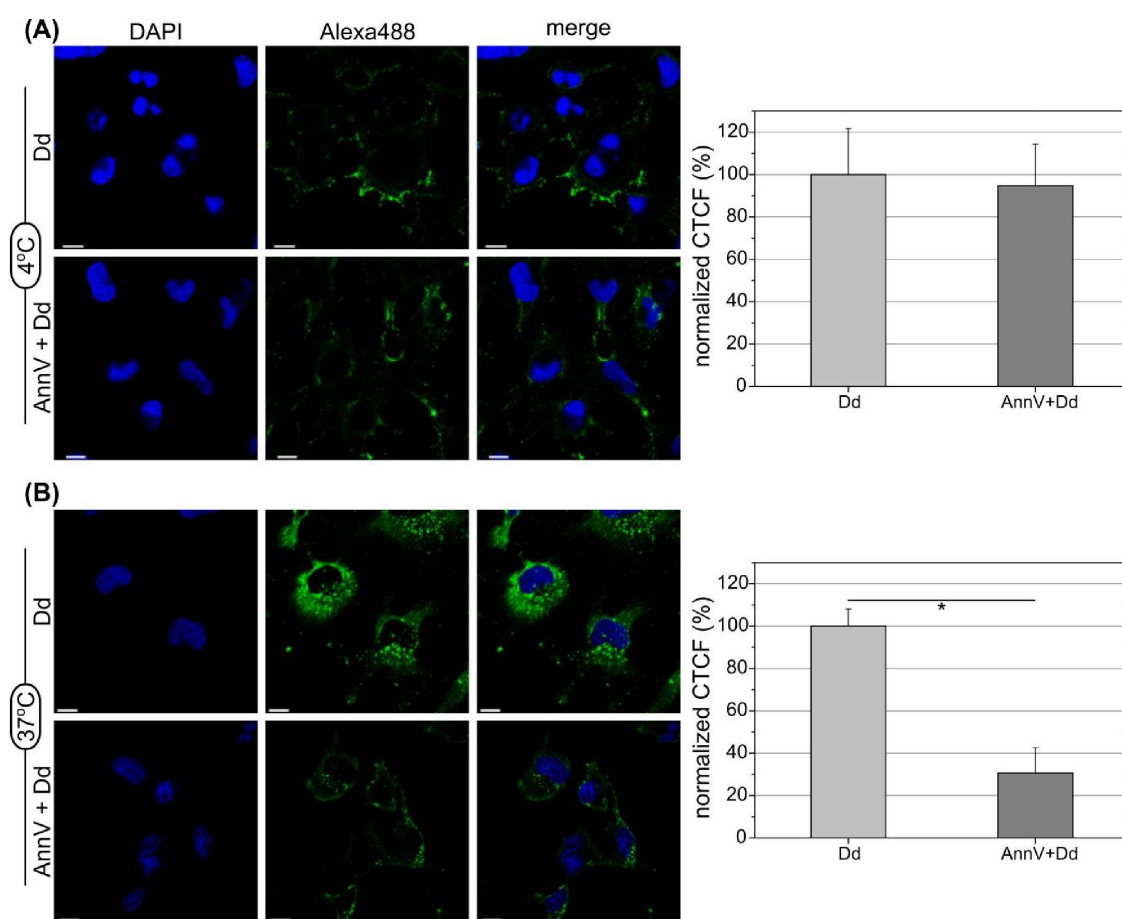 (A) DAPI Alexa488 merge
4°C
Dd
AnnV + Dd
normalized CTCF (%)
120
100
80
60
40
20
0
Dd AnnV+Dd
(B)
37°C
Dd
AnnV + Dd
normalized CTCF (%)
120
100
80
60
40
20
0
*
Dd AnnV+Dd